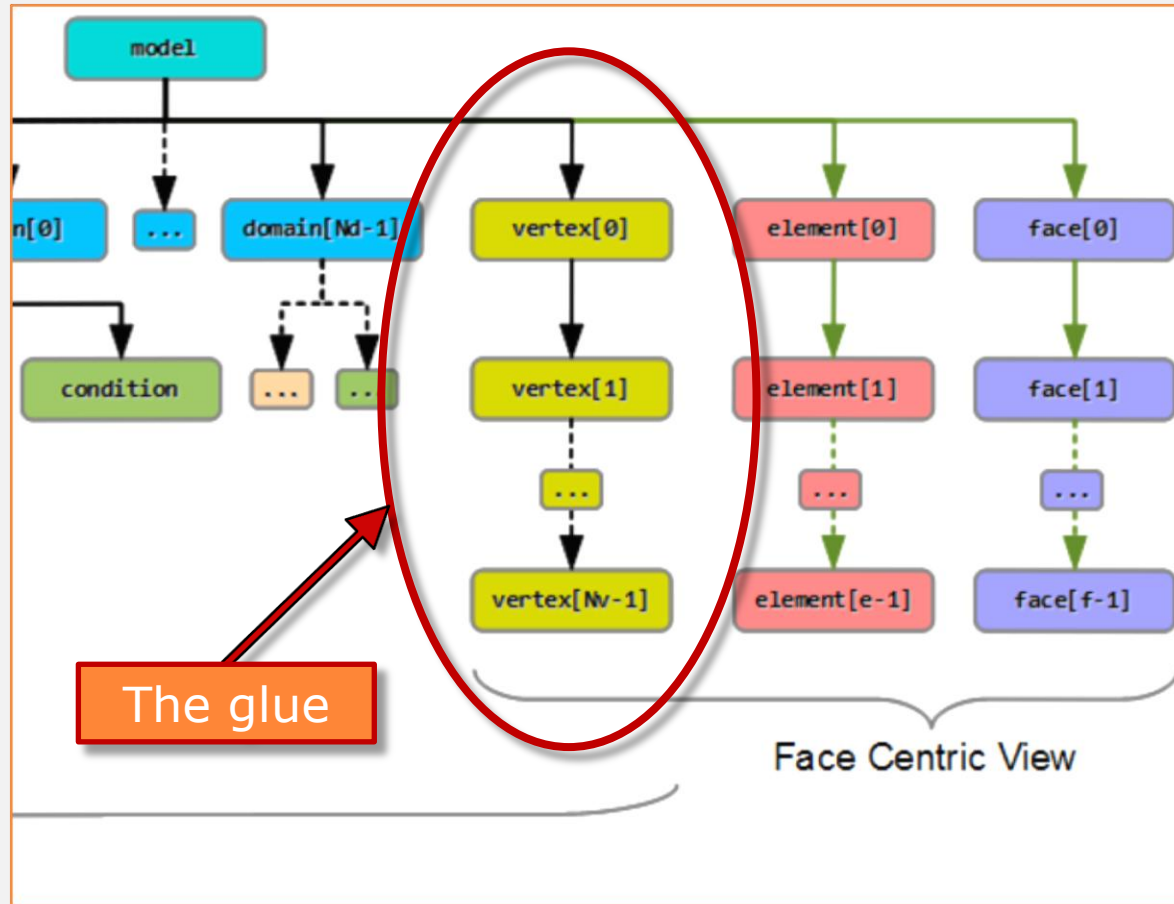 model
n[0]
...
domain[Nd-1]
vertex[0]
element[0]
face[0]
condition
...
...
vertex[1]
element[1]
face[1]
...
...
...
vertex[Nv-1]
element[e-1]
face[f-1]
The glue
Face Centric View